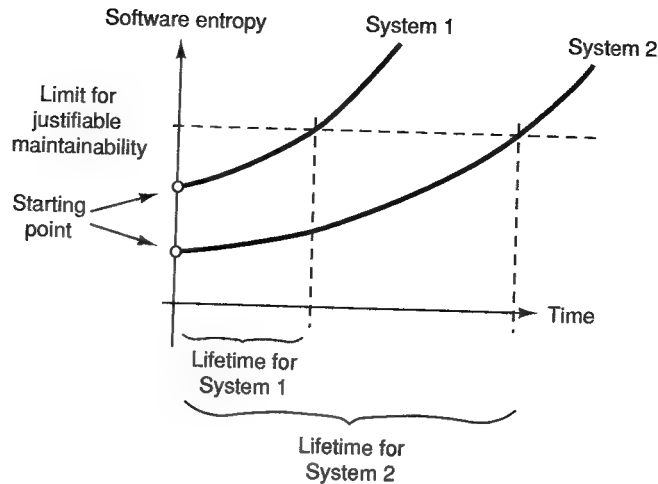 Software entropy
System 1
System 2
Limit for
justifiable
maintainability
Starting
point
Time
Lifetime for
System 1
Lifetime for
System 2